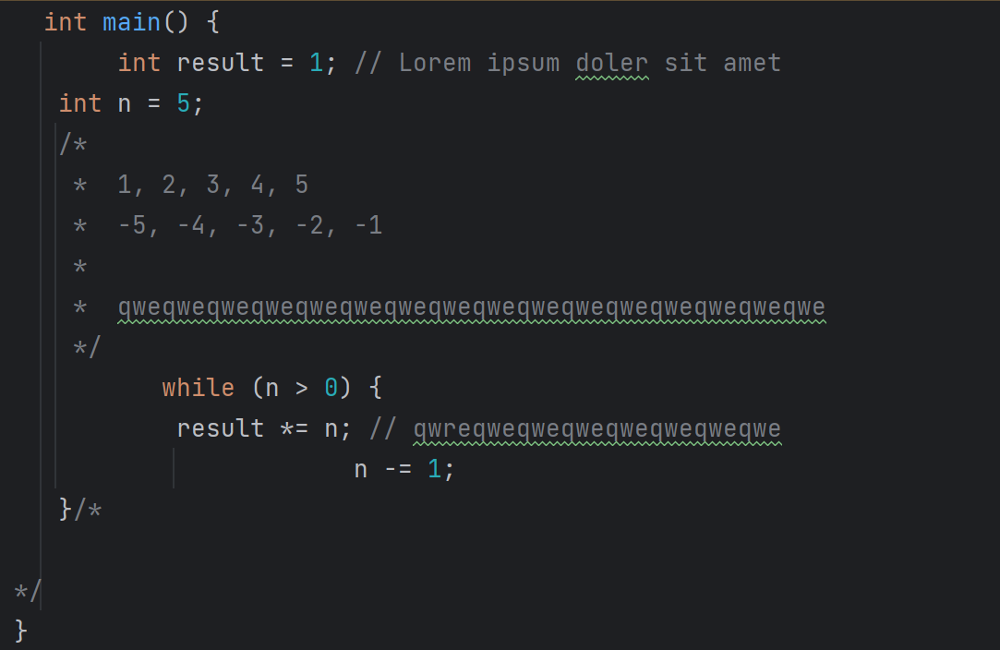 int main() {
int result = 1; // Lorem ipsum doler sit amet
int n = 5;
/*
* 1, 2, 3, 4, 5
* -5, -4, -3, -2, -1
*
* qweqweqweqweqweqweqweqweqweqweqweqweqweqweqweqwe
*/
while (n > 0) {
result *= n; // qwreqweqweqweqweqweqweqwe
n -= 1;
}/*
*/
}